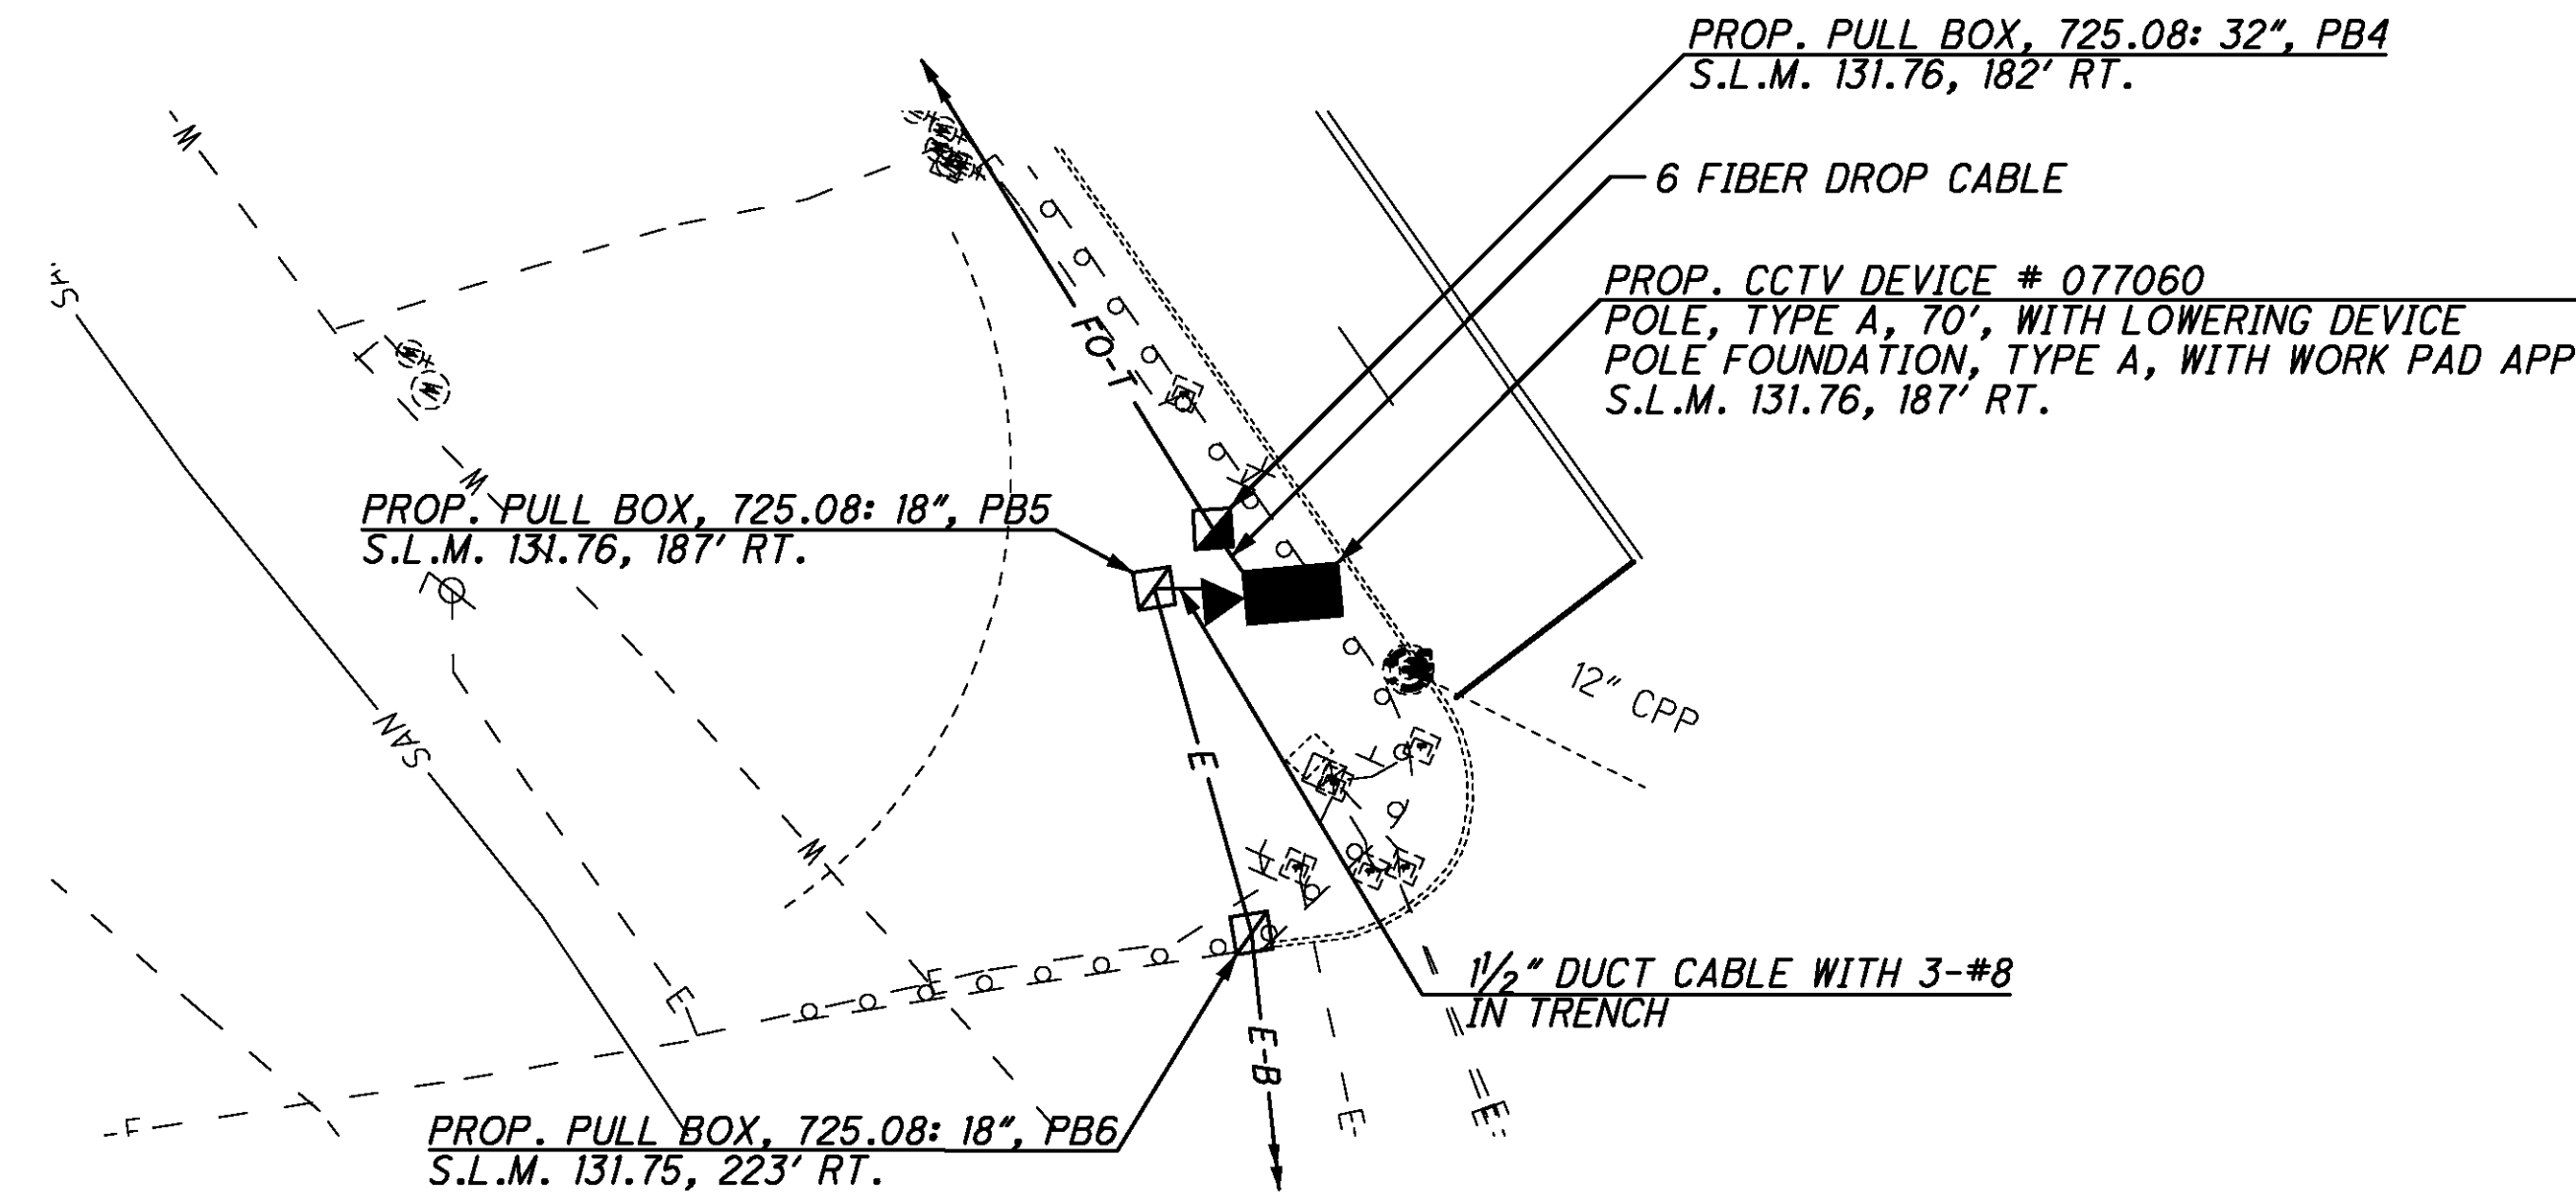 PROP. PULL BOX, 725.08: 32", PB4
S.L.M. 131.76, 182' RT.
6 FIBER DROP CABLE
PROP. CCTV DEVICE # 077060
POLE, TYPE A, 70', WITH LOWERING DEVICE
POLE FOUNDATION, TYPE A, WITH WORK PAD APP
S.L.M. 131.76, 187' RT.
W
FO-T
W
W
W
PROP. PULL BOX, 725.08: 18", PB5
S.L.M. 131.76, 187' RT.
12" CPP
SAN
E
W
E
E
1½" DUCT CABLE WITH 3-#8
IN TRENCH
E-B
E
E
PROP. PULL BOX, 725.08: 18", PB6
S.L.M. 131.75, 223' RT.